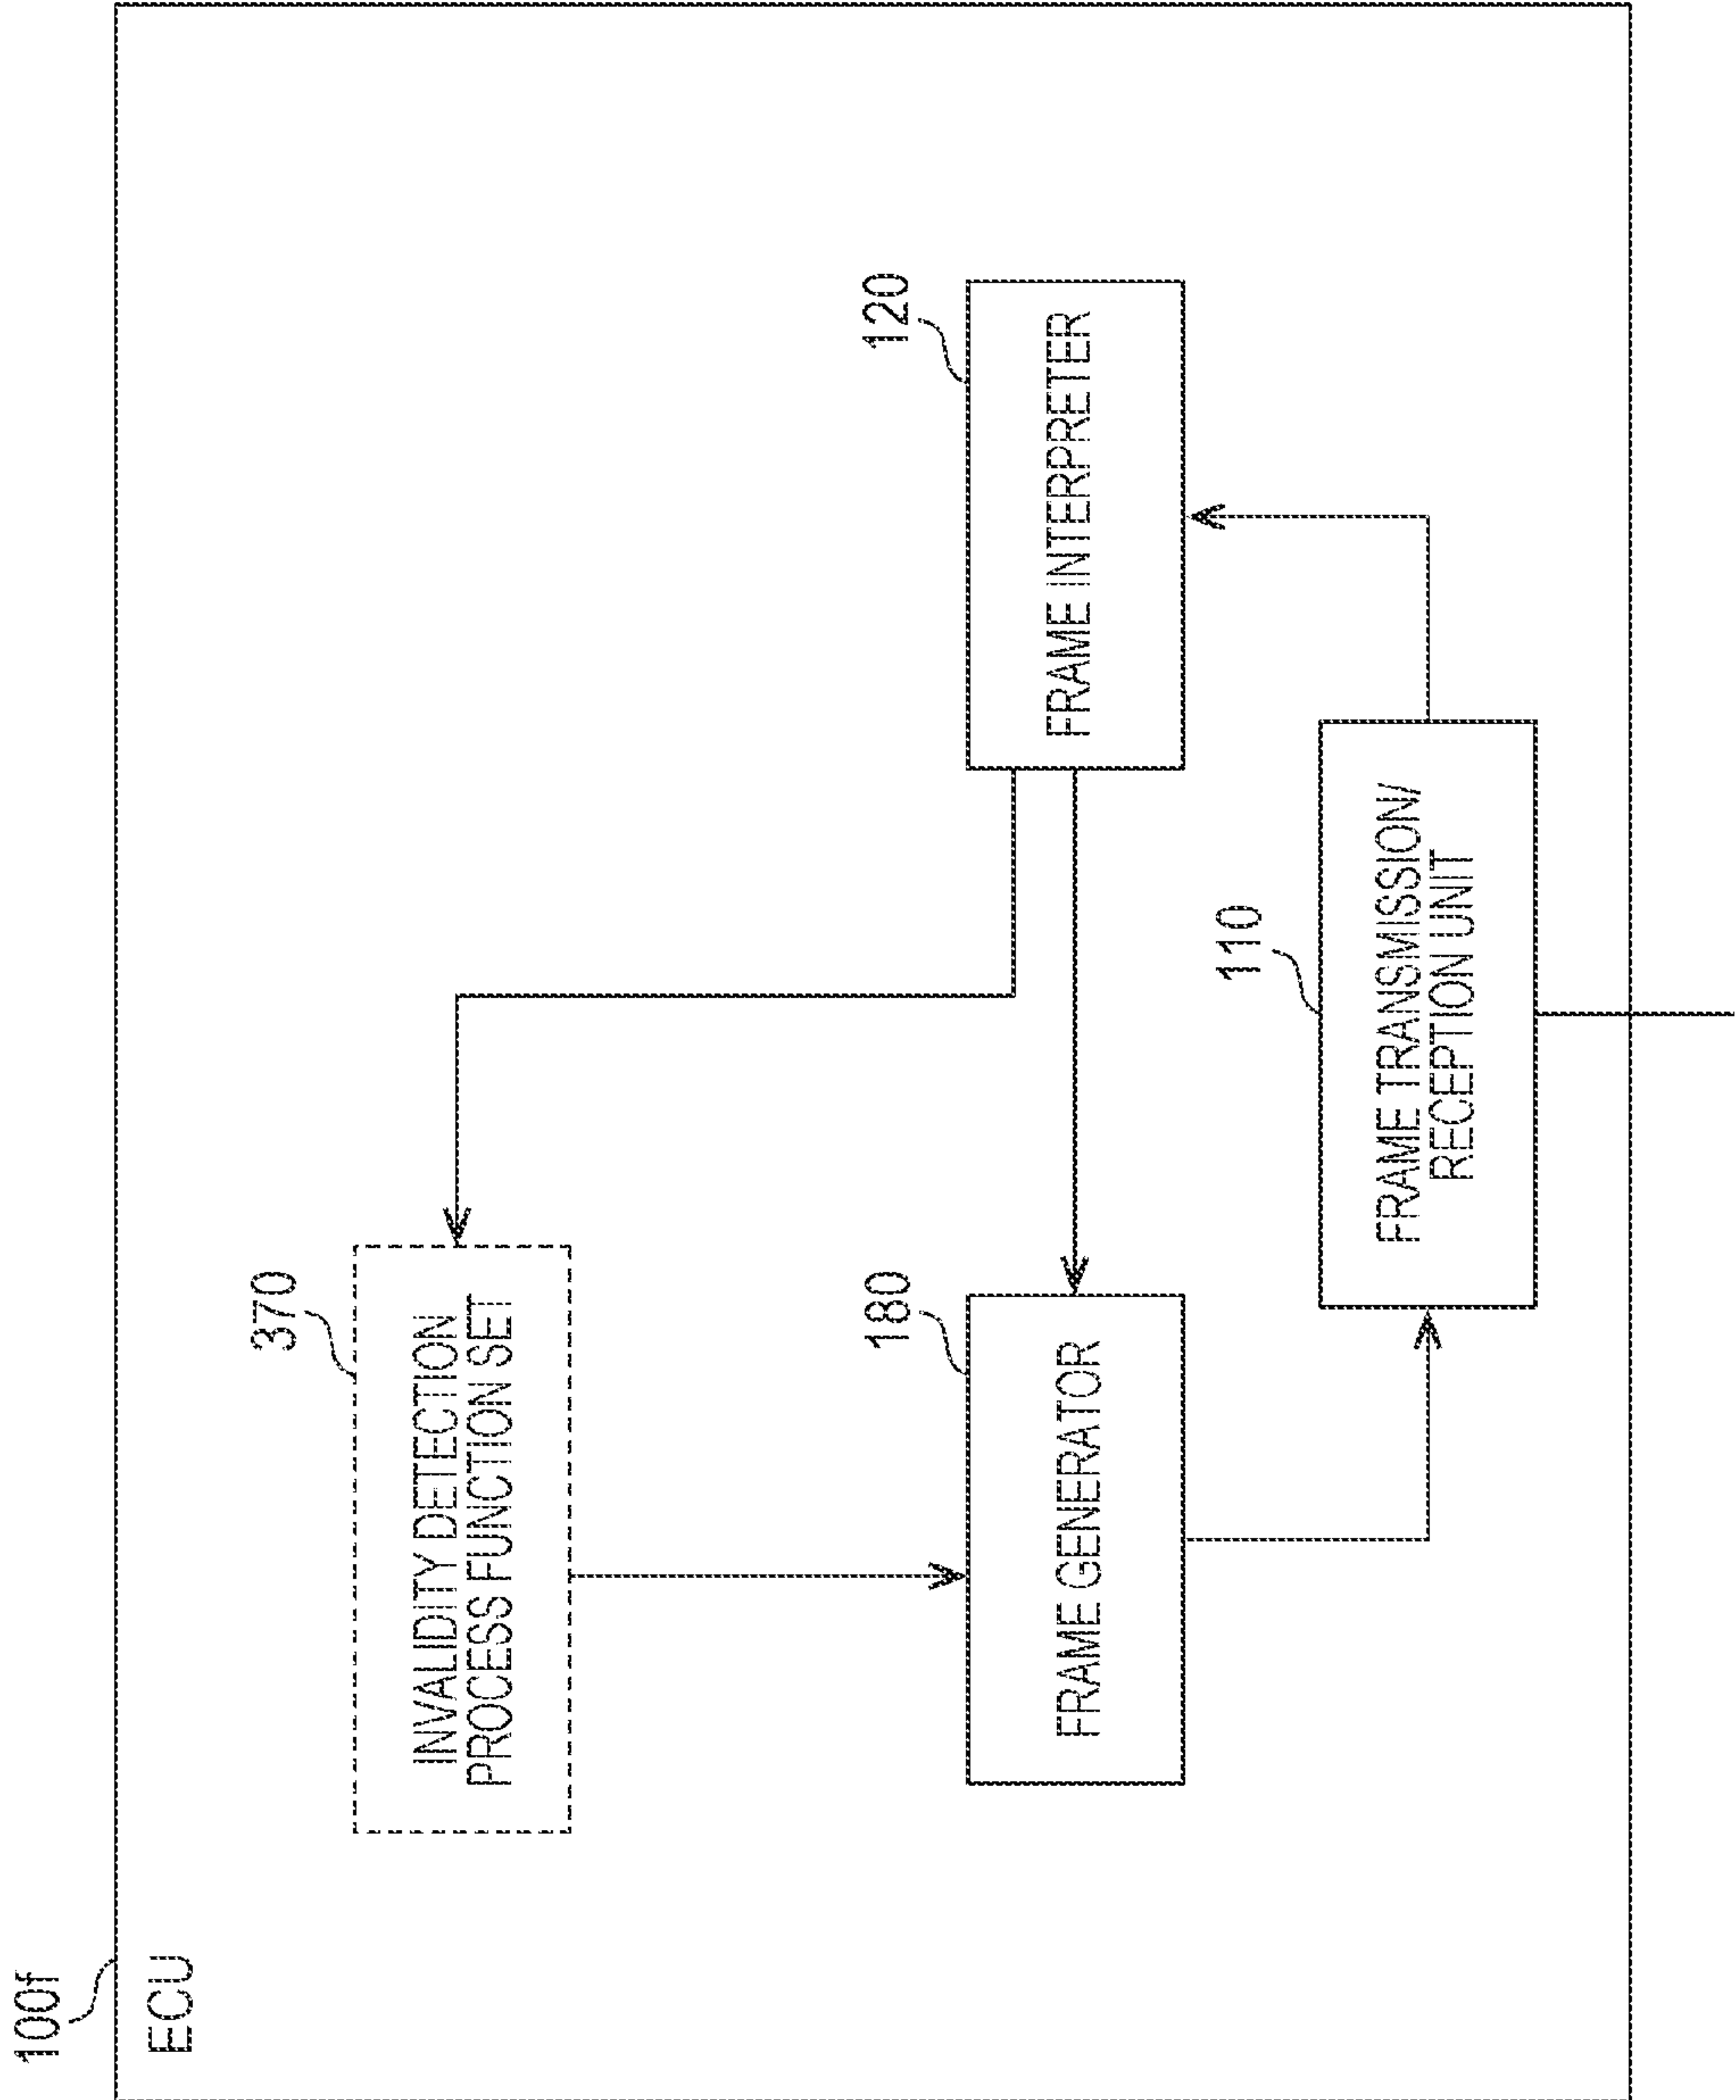 100f
ECU
370
INVALIDITY DETECTION
PROCESS FUNCTION SET
180
FRAME GENERATOR
120
FRAME INTERPRETER
110
FRAME TRANSMISSION/
RECEPTION UNIT